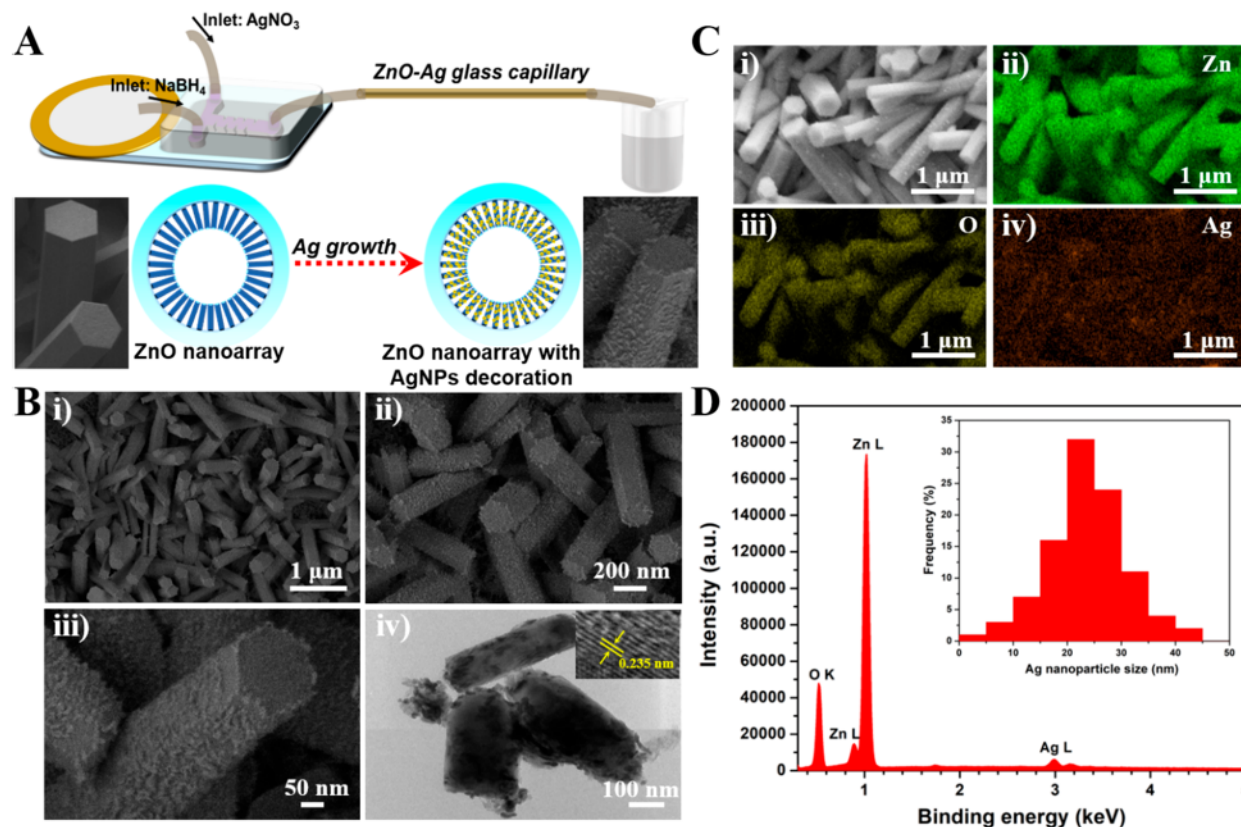 A
Inlet: AgNO3
Inlet: NaBH4
ZnO-Ag glass capillary
Ag growth
ZnO nanoarray
ZnO nanoarray with
AgNPs decoration
B
i)
1 µm
ii)
200 nm
iii)
50 nm
iv)
0.235 nm
100 nm
C
i)
1 µm
ii)
Zn
1 µm
iii)
O
1 µm
iv)
Ag
1 µm
D
200000
180000
160000
140000
120000
100000
80000
60000
40000
20000
0
Intensity (a.u.)
O K
Zn L
Zn L
Ag L
1
2
3
4
Binding energy (keV)
35
30
25
20
15
10
5
0
Frequency (%)
0
10
20
30
40
50
Ag nanoparticle size (nm)